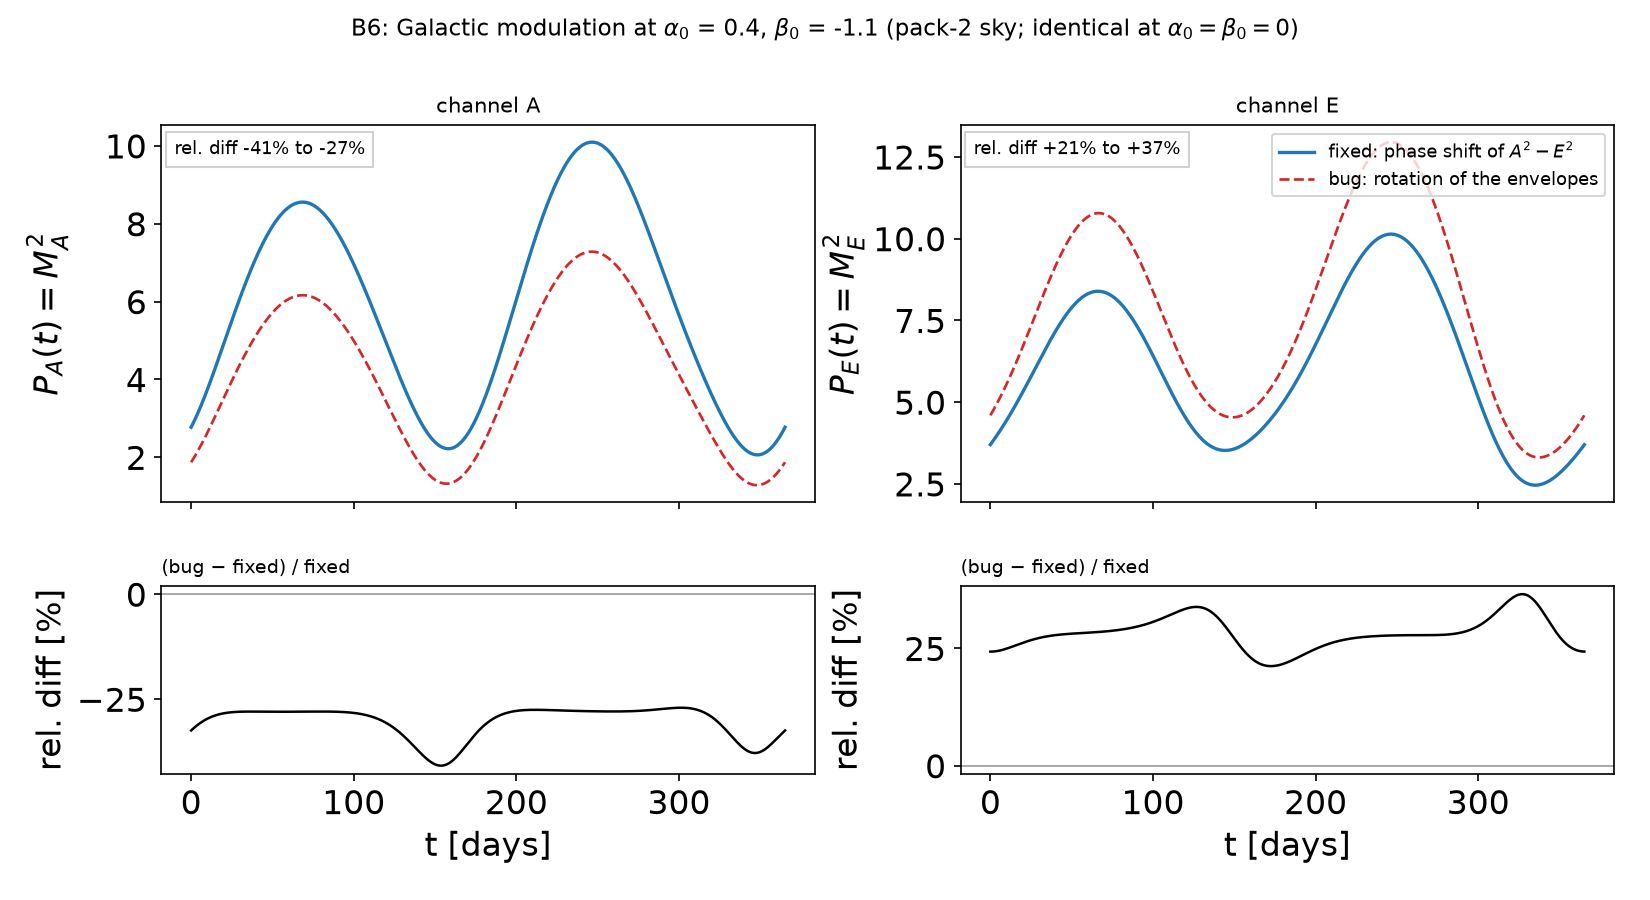 B6: Galactic modulation at α₀ = 0.4, β₀ = -1.1 (pack-2 sky; identical at α₀ = β₀ = 0)
channel A
rel. diff -41% to -27%
P_A(t) = M_A^2
10
8
6
4
2
channel E
rel. diff +21% to +37%
fixed: phase shift of A² − E²
bug: rotation of the envelopes
P_E(t) = M_E^2
12.5
10.0
7.5
5.0
2.5
(bug − fixed) / fixed
rel. diff [%]
0
−25
0
100
200
300
t [days]
(bug − fixed) / fixed
rel. diff [%]
25
0
0
100
200
300
t [days]